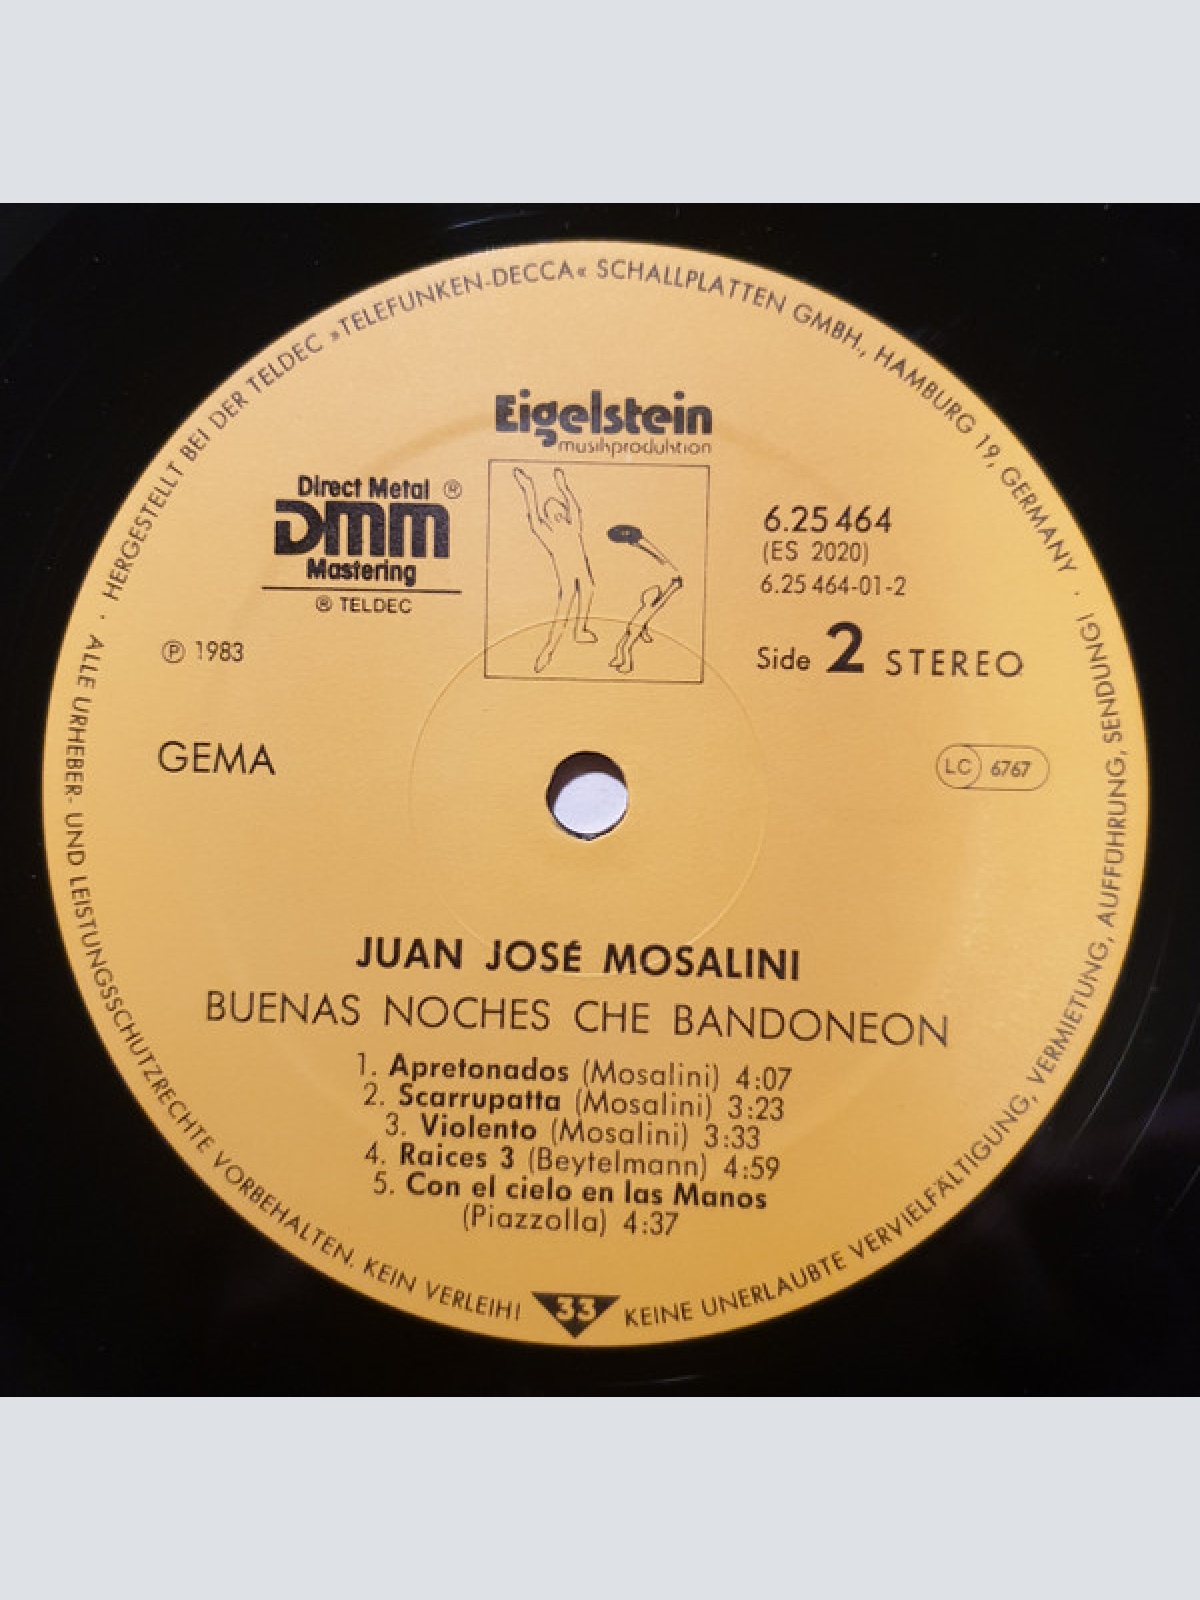 HERGESTELLT BEI DER TELDEC »TELEFUNKEN-DECCA« SCHALLPLATTEN GMBH., HAMBURG 19, GERMANY ·
Eigelstein
musikproduktion
Direct Metal ®
DMM
Mastering
® TELDEC
6.25 464
(ES 2020)
6.25 464-01-2
℗ 1983
Side 2 STEREO
GEMA
LC 6767
JUAN JOSÉ MOSALINI
BUENAS NOCHES CHE BANDONEON
1. Apretonados (Mosalini) 4:07
2. Scarrupatta (Mosalini) 3:23
3. Violento (Mosalini) 3:33
4. Raices 3 (Beytelmann) 4:59
5. Con el cielo en las Manos
(Piazzolla) 4:37
33
· ALLE URHEBER- UND LEISTUNGSSCHUTZRECHTE VORBEHALTEN. KEIN VERLEIH!
KEINE UNERLAUBTE VERVIELFÄLTIGUNG, VERMIETUNG, AUFFÜHRUNG, SENDUNG!